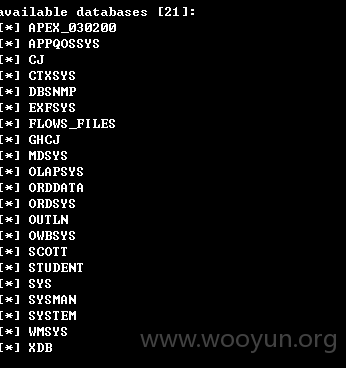 available databases [21]:
[*] APEX_030200
[*] APPQOSSYS
[*] CJ
[*] CTXSYS
[*] DBSNMP
[*] EXFSYS
[*] FLOWS_FILES
[*] GHCJ
[*] MDSYS
[*] OLAPSYS
[*] ORDDATA
[*] ORDSYS
[*] OUTLN
[*] OWBSYS
[*] SCOTT
[*] STUDENT
[*] SYS
[*] SYSMAN
[*] SYSTEM
[*] WMSYS
[*] XDB
www.wooyun.org